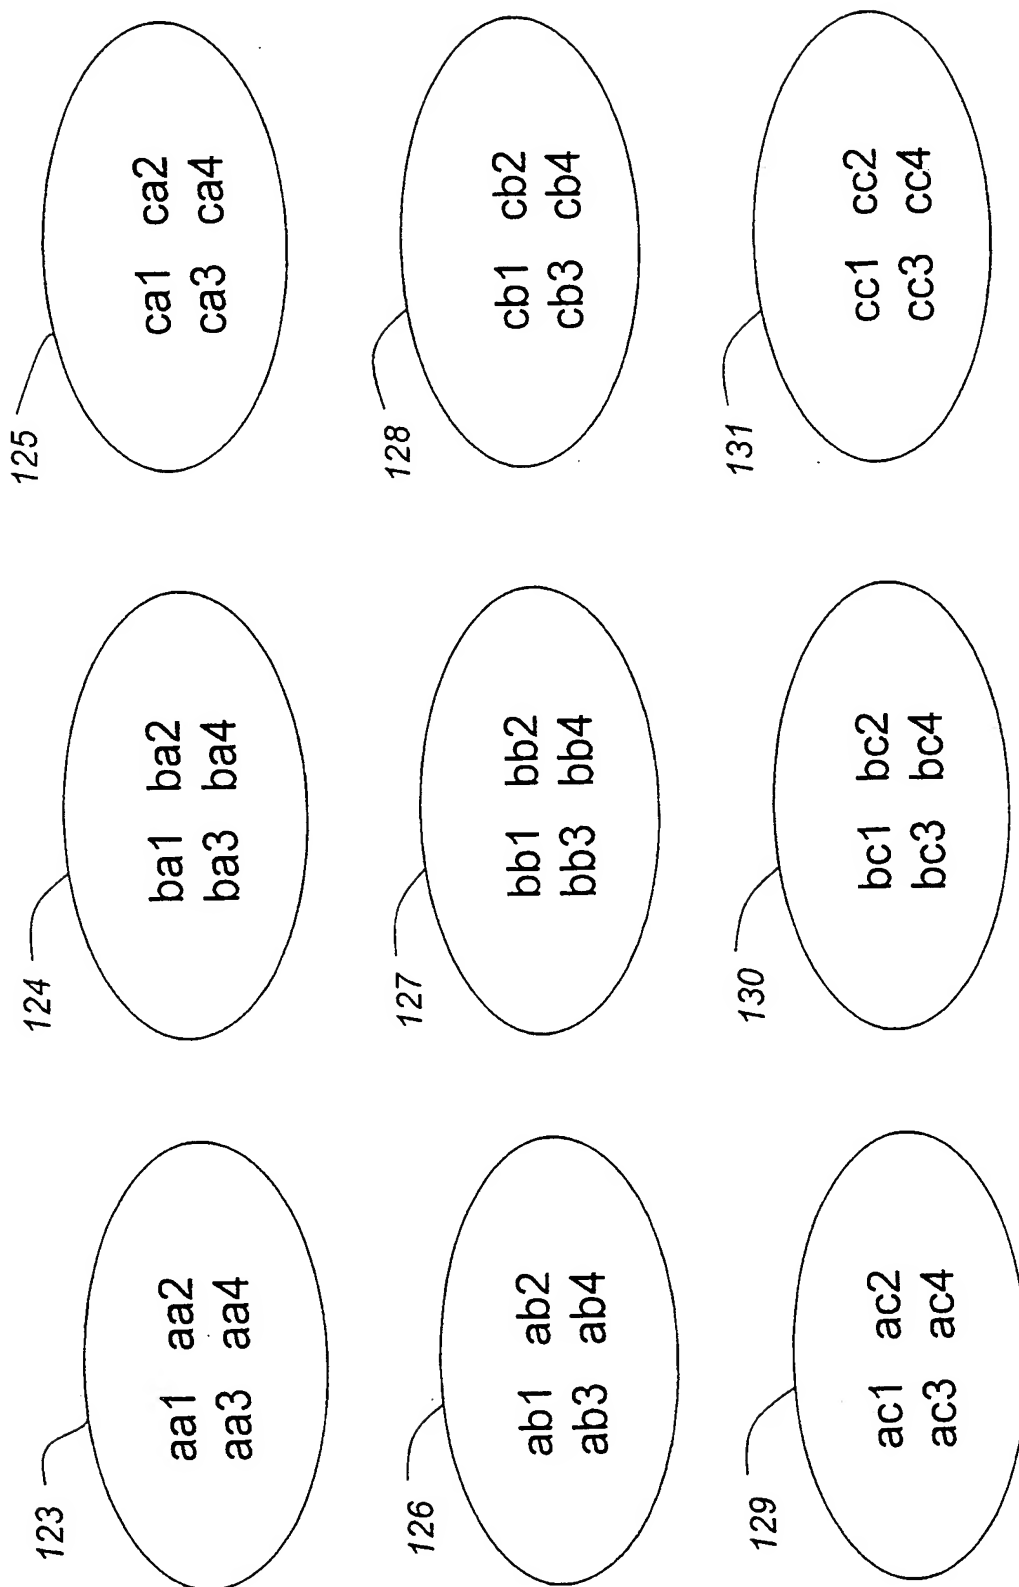 123
aa1 aa2
aa3 aa4
124
ba1 ba2
ba3 ba4
125
ca1 ca2
ca3 ca4
126
ab1 ab2
ab3 ab4
127
bb1 bb2
bb3 bb4
128
cb1 cb2
cb3 cb4
129
ac1 ac2
ac3 ac4
130
bc1 bc2
bc3 bc4
131
cc1 cc2
cc3 cc4